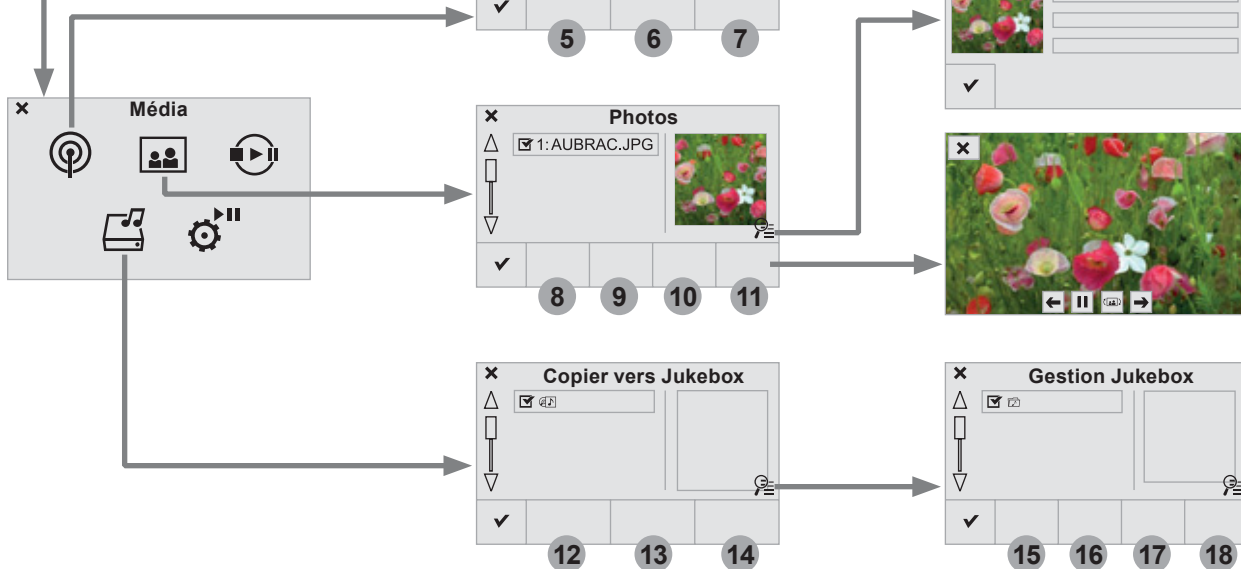 5 6 7
Média
Photos
1: AUBRAC.JPG
8 9 10 11
Copier vers Jukebox
12 13 14
Gestion Jukebox
15 16 17 18